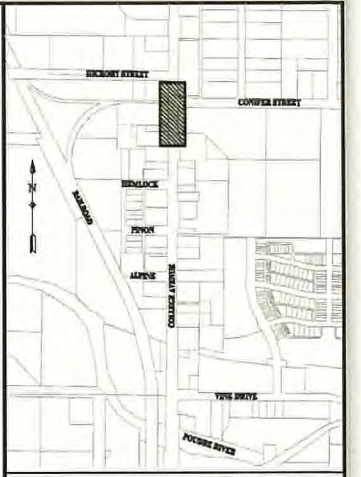 HICKORY STREET
CONIFER STREET
N
HEMLOCK
RAILROAD
PINON
ALPINE
COLLEGE AVENUE
VINE DRIVE
POUDRE RIVER